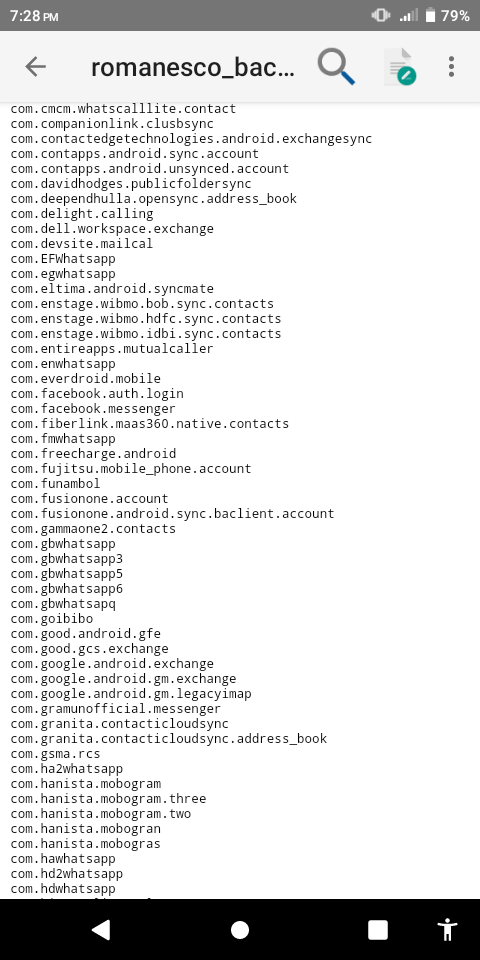 7:28 PM
79%
romanesco_bac...
com.cmcm.whatscalllite.contact
com.companionlink.clusbsync
com.contactedgetechnologies.android.exchangesync
com.contapps.android.sync.account
com.contapps.android.unsynced.account
com.davidhodges.publicfoldersync
com.deependhulla.opensync.address_book
com.delight.calling
com.dell.workspace.exchange
com.devsite.mailcal
com.EFWhatsapp
com.egwhatsapp
com.eltima.android.syncmate
com.enstage.wibmo.bob.sync.contacts
com.enstage.wibmo.hdfc.sync.contacts
com.enstage.wibmo.idbi.sync.contacts
com.entireapps.mutualcaller
com.enwhatsapp
com.everdroid.mobile
com.facebook.auth.login
com.facebook.messenger
com.fiberlink.maas360.native.contacts
com.fmwhatsapp
com.freecharge.android
com.fujitsu.mobile_phone.account
com.funambol
com.fusionone.account
com.fusionone.android.sync.baclient.account
com.gammaone2.contacts
com.gbwhatsapp
com.gbwhatsapp3
com.gbwhatsapp5
com.gbwhatsapp6
com.gbwhatsapq
com.goibibo
com.good.android.gfe
com.good.gcs.exchange
com.google.android.exchange
com.google.android.gm.exchange
com.google.android.gm.legacyimap
com.gramunofficial.messenger
com.granita.contacticloudsync
com.granita.contacticloudsync.address_book
com.gsma.rcs
com.ha2whatsapp
com.hanista.mobogram
com.hanista.mobogram.three
com.hanista.mobogram.two
com.hanista.mobogran
com.hanista.mobogras
com.hawhatsapp
com.hd2whatsapp
com.hdwhatsapp